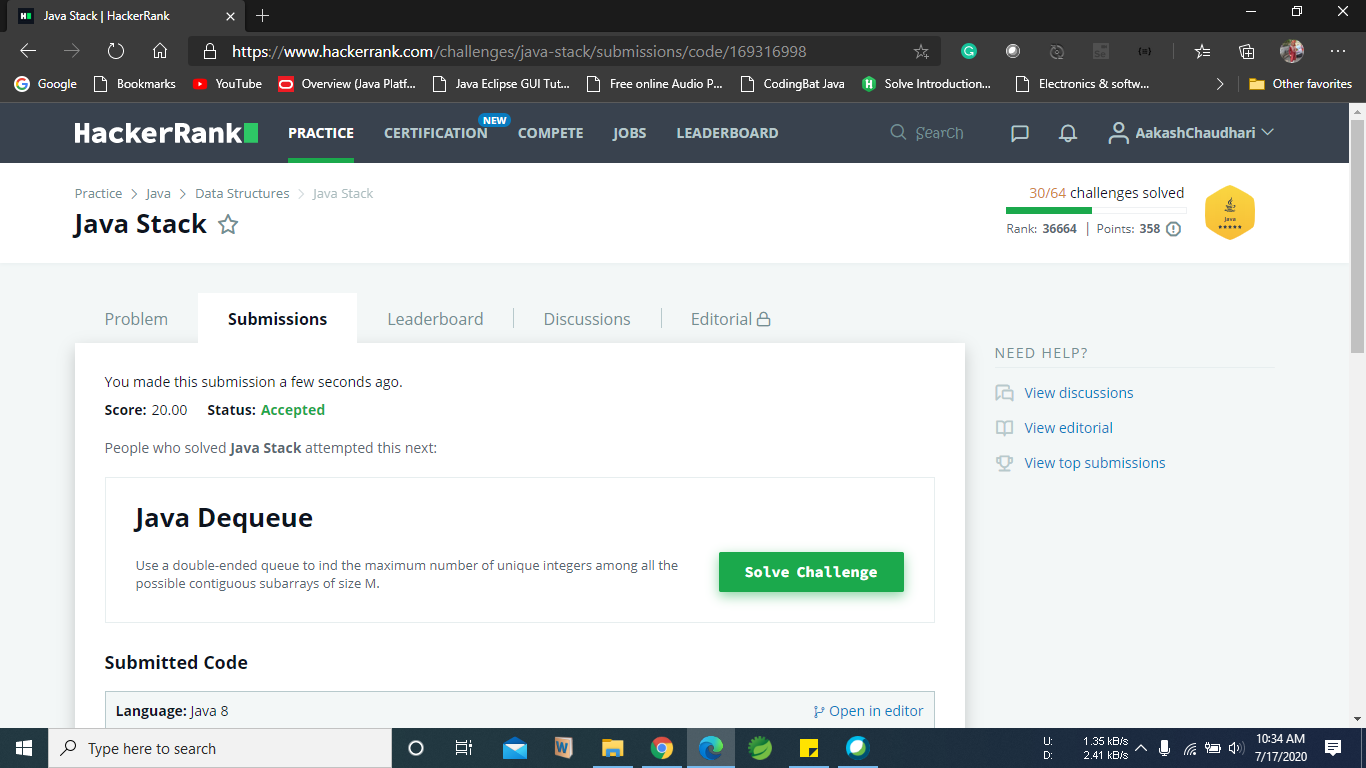 Java Stack | HackerRank
https://www.hackerrank.com/challenges/java-stack/submissions/code/169316998
Google Bookmarks YouTube Overview (Java Platf... Java Eclipse GUI Tut... Free online Audio P... CodingBat Java Solve Introduction... Electronics & softw... Other favorites
HackerRank PRACTICE CERTIFICATION NEW COMPETE JOBS LEADERBOARD Search AakashChaudhari
Practice > Java > Data Structures > Java Stack
30/64 challenges solved
Java Stack
Java
Rank: 36664 | Points: 358
Problem Submissions Leaderboard Discussions Editorial
NEED HELP?
You made this submission a few seconds ago.
View discussions
Score: 20.00 Status: Accepted
View editorial
People who solved Java Stack attempted this next:
View top submissions
Java Dequeue
Use a double-ended queue to ind the maximum number of unique integers among all the
possible contiguous subarrays of size M.
Solve Challenge
Submitted Code
Language: Java 8 Open in editor
Type here to search
U: 1.35 kB/s
D: 2.41 kB/s
10:34 AM
7/17/2020